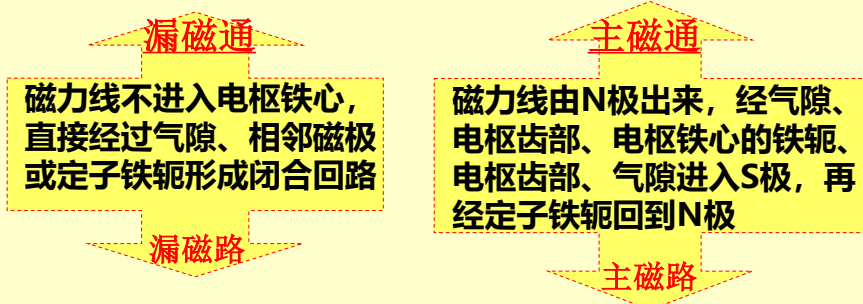 漏磁通
磁力线不进入电枢铁心，
直接经过气隙、相邻磁极
或定子铁轭形成闭合回路
漏磁路
主磁通
磁力线由N极出来，经气隙、
电枢齿部、电枢铁心的铁轭、
电枢齿部、气隙进入S极，再
经定子铁轭回到N极
主磁路